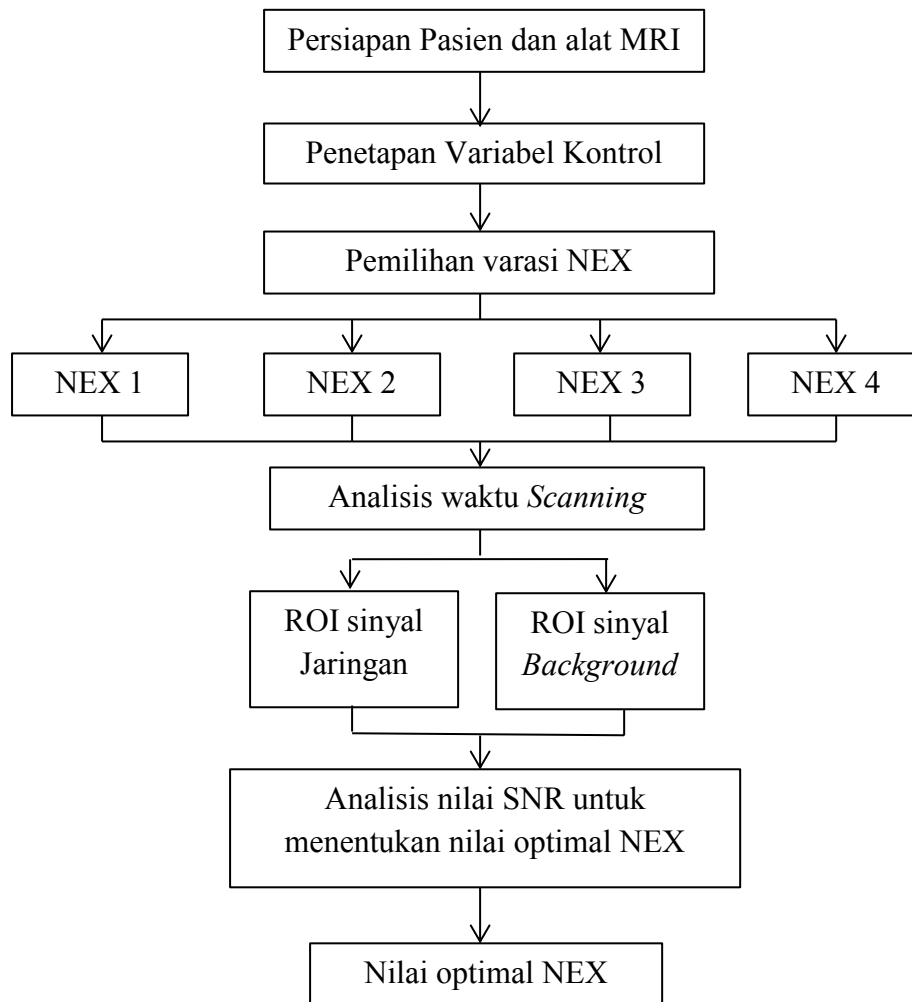 Persiapan Pasien dan alat MRI
Penetapan Variabel Kontrol
Pemilihan varasi NEX
NEX 1
NEX 2
NEX 3
NEX 4
Analisis waktu Scanning
ROI sinyal
Jaringan
ROI sinyal
Background
Analisis nilai SNR untuk
menentukan nilai optimal NEX
Nilai optimal NEX